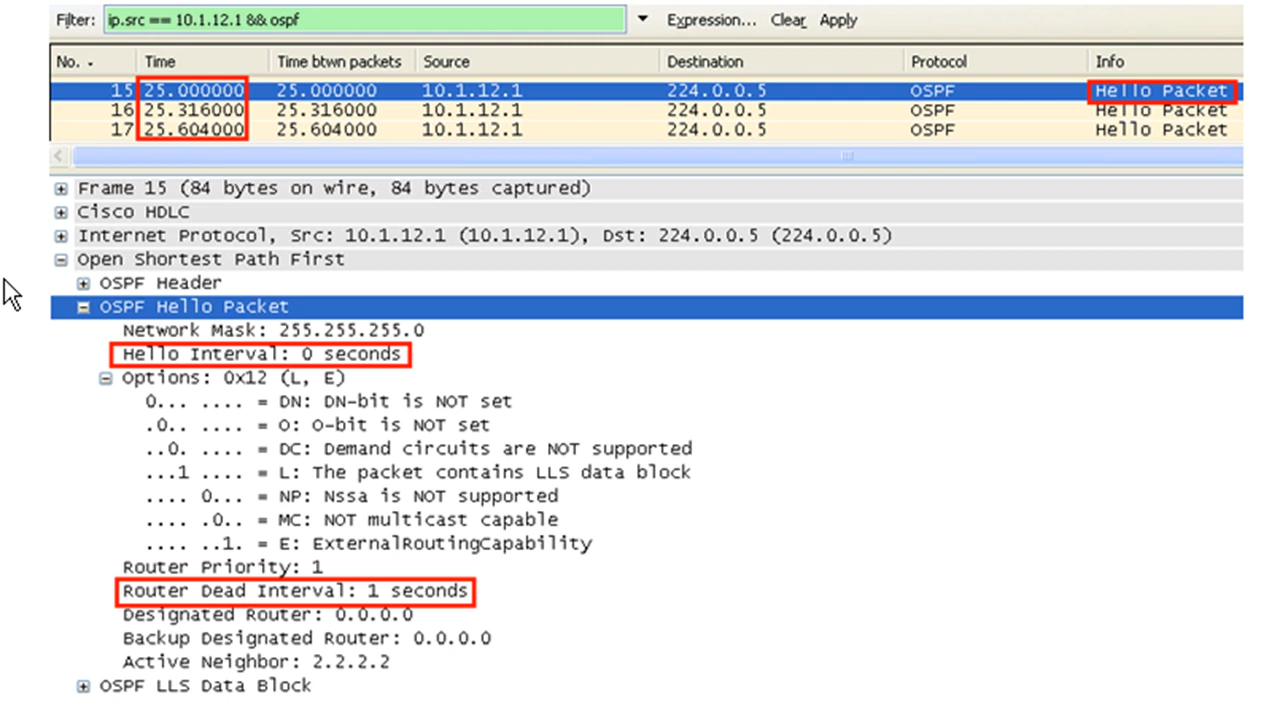 Filter: ip.src == 10.1.12.1 && ospf Expression... Clear Apply
No. Time Time btwn packets Source Destination Protocol Info
15 25.000000 25.000000 10.1.12.1 224.0.0.5 OSPF Hello Packet
16 25.316000 25.316000 10.1.12.1 224.0.0.5 OSPF Hello Packet
17 25.604000 25.604000 10.1.12.1 224.0.0.5 OSPF Hello Packet
Frame 15 (84 bytes on wire, 84 bytes captured)
Cisco HDLC
Internet Protocol, Src: 10.1.12.1 (10.1.12.1), Dst: 224.0.0.5 (224.0.0.5)
Open Shortest Path First
OSPF Header
OSPF Hello Packet
Network Mask: 255.255.255.0
Hello Interval: 0 seconds
Options: 0x12 (L, E)
0... .... = DN: DN-bit is NOT set
.0.. .... = O: O-bit is NOT set
..0. .... = DC: Demand circuits are NOT supported
...1 .... = L: The packet contains LLS data block
.... 0... = NP: Nssa is NOT supported
.... .0.. = MC: NOT multicast capable
.... ..1. = E: ExternalRoutingCapability
Router Priority: 1
Router Dead Interval: 1 seconds
Designated Router: 0.0.0.0
Backup Designated Router: 0.0.0.0
Active Neighbor: 2.2.2.2
OSPF LLS Data Block